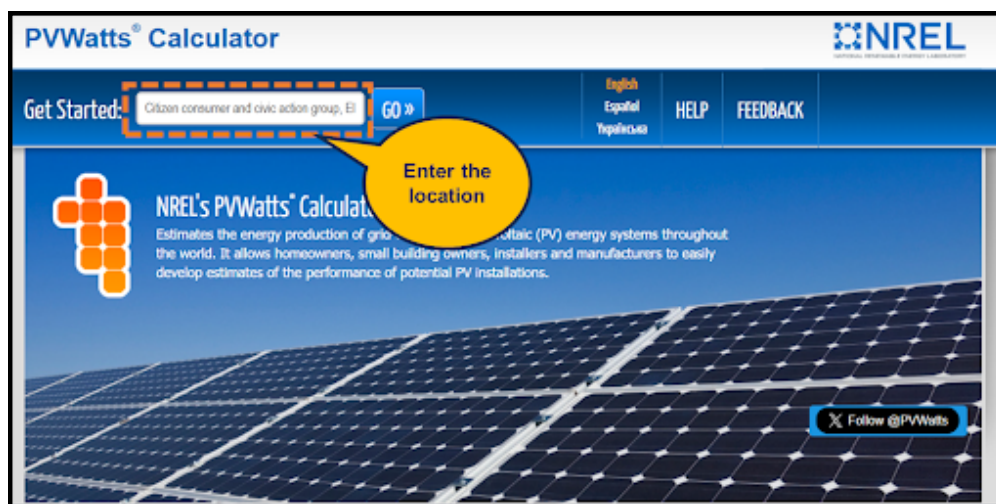 PVWatts® Calculator
NREL
NATIONAL RENEWABLE ENERGY LABORATORY
Get Started:
Citizen consumer and civic action group, El
GO »
English
Español
Українська
HELP
FEEDBACK
Enter the
location
NREL's PVWatts® Calculat
Estimates the energy production of grid voltaic (PV) energy systems throughout
the world. It allows homeowners, small building owners, installers and manufacturers to easily
develop estimates of the performance of potential PV installations.
X Follow @PVWatts